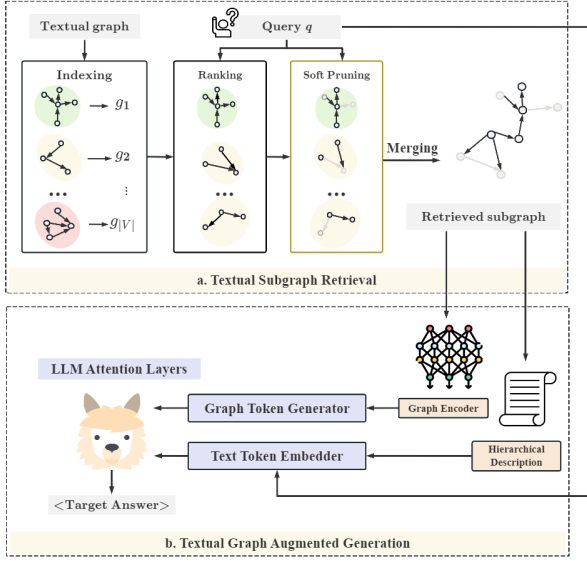 Textual graph
Query q
Indexing
g1
g2
...
⋮
g|V|
Ranking
...
Soft Pruning
...
Merging
Retrieved subgraph
a. Textual Subgraph Retrieval
LLM Attention Layers
Graph Token Generator
Graph Encoder
Text Token Embedder
Hierarchical
Description
<Target Answer>
b. Textual Graph Augmented Generation